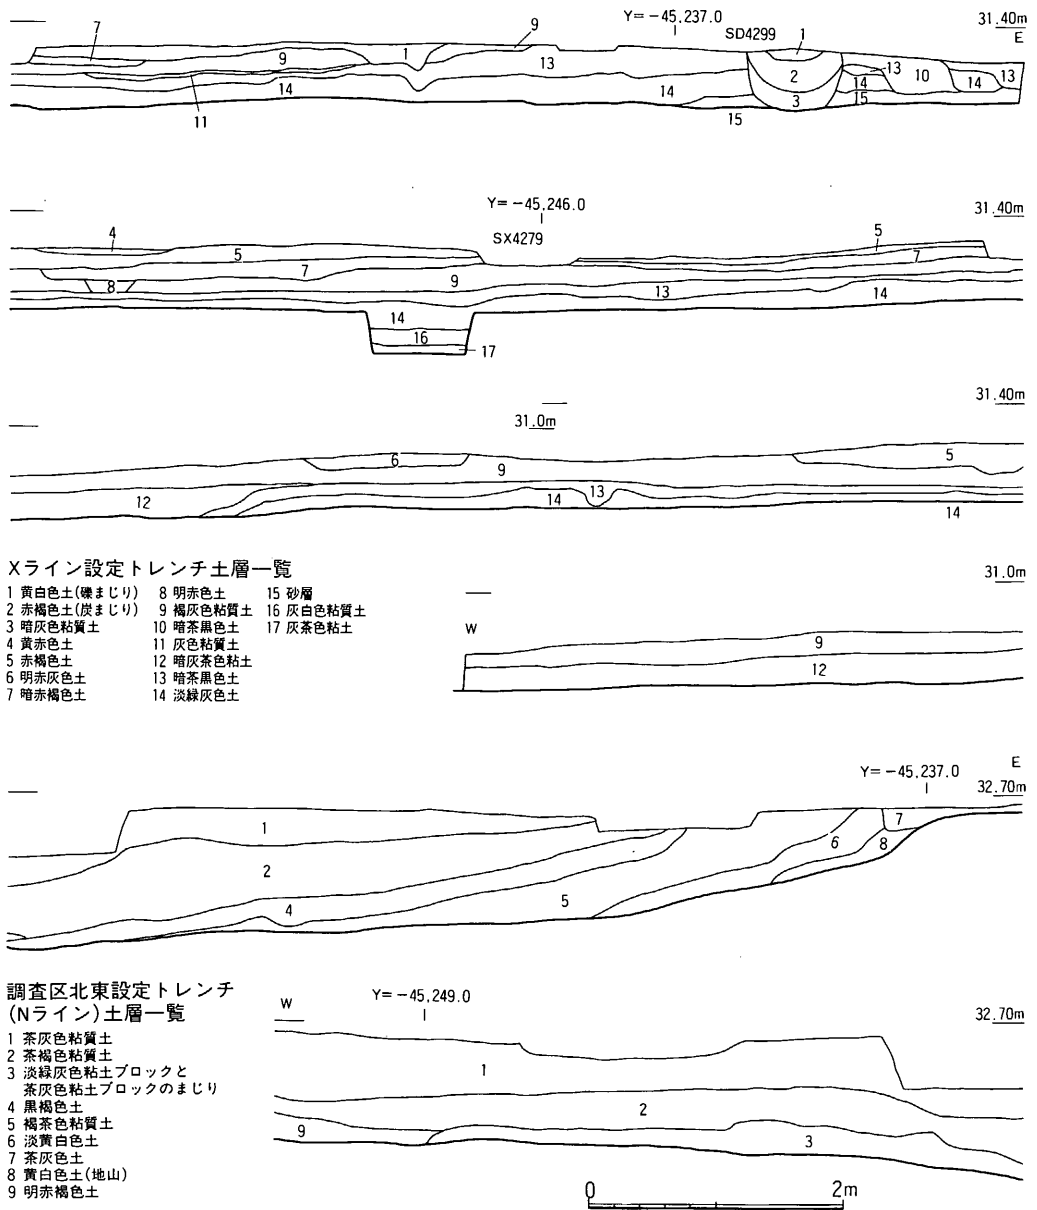 7
9
1
9
Y= −45,237.0
SD4299
1
31.40m
E
13
14
11
14
2
3
15
13
14
15
10
14
13
Y= −45,246.0
SX4279
31.40m
4
5
7
8
9
5
7
13
14
14
16
17
31.40m
31.0m
6
9
5
12
14
13
14
Xライン設定トレンチ土層一覧
1 黄白色土(礫まじり)
2 赤褐色土(炭まじり)
3 暗灰色粘質土
4 黄赤色土
5 赤褐色土
6 明赤灰色土
7 暗赤褐色土
8 明赤色土
9 褐灰色粘質土
10 暗茶黒色土
11 灰色粘質土
12 暗灰茶色粘土
13 暗茶黒色土
14 淡緑灰色土
15 砂層
16 灰白色粘質土
17 灰茶色粘土
31.0m
W
9
12
Y= −45,237.0
E
32.70m
1
2
4
5
6
7
8
調査区北東設定トレンチ
(Nライン)土層一覧
1 茶灰色粘質土
2 茶褐色粘質土
3 淡緑灰色粘土ブロックと
茶灰色粘土ブロックのまじり
4 黒褐色土
5 褐茶色粘質土
6 淡黄白色土
7 茶灰色土
8 黄白色土(地山)
9 明赤褐色土
W
Y= −45,249.0
32.70m
1
2
9
3
0
2m